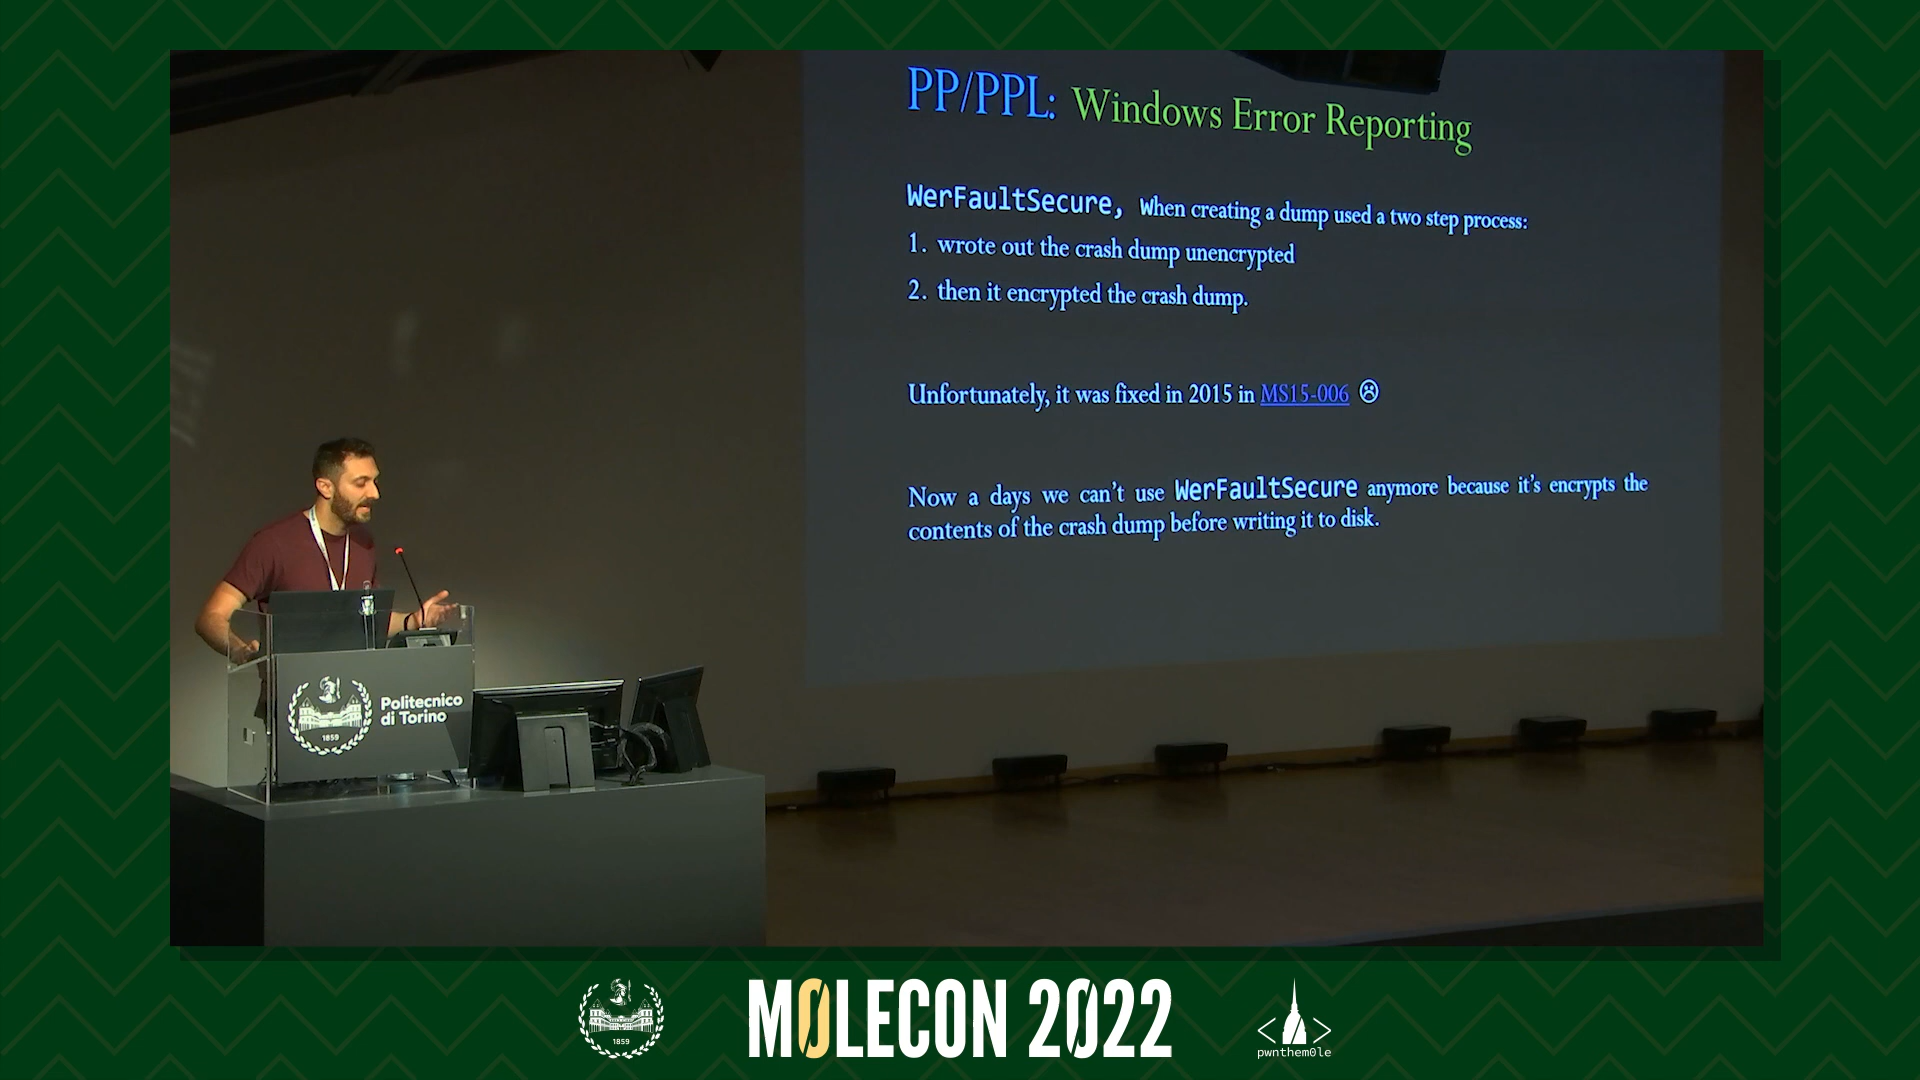 PP/PPL: Windows Error Reporting
WerFaultSecure, When creating a dump used a two step process:
1. wrote out the crash dump unencrypted
2. then it encrypted the crash dump.
Unfortunately, it was fixed in 2015 in MS15-006 ☹
Now a days we can't use WerFaultSecure anymore because it's encrypts the
contents of the crash dump before writing it to disk.
Politecnico
di Torino
1859
1859
MØLECON 2022
pwnthem0le